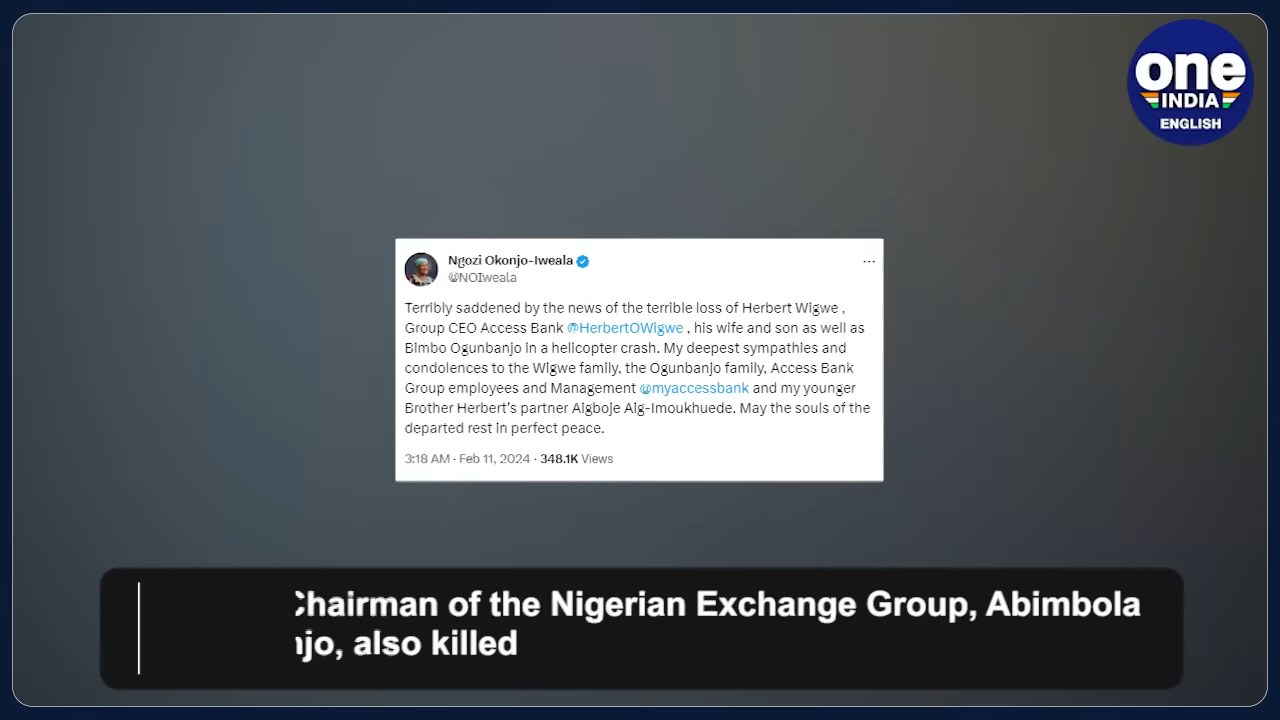 one
INDIA
ENGLISH
Ngozi Okonjo-Iweala
@NOIweala
Terribly saddened by the news of the terrible loss of Herbert Wigwe ,
Group CEO Access Bank @HerbertOWigwe , his wife and son as well as
Bimbo Ogunbanjo in a helicopter crash. My deepest sympathies and
condolences to the Wigwe family, the Ogunbanjo family, Access Bank
Group employees and Management @myaccessbank and my younger
Brother Herbert's partner Aigboje Aig-Imoukhuede. May the souls of the
departed rest in perfect peace.
3:18 AM · Feb 11, 2024 · 348.1K Views
Chairman of the Nigerian Exchange Group, Abimbola
also killed